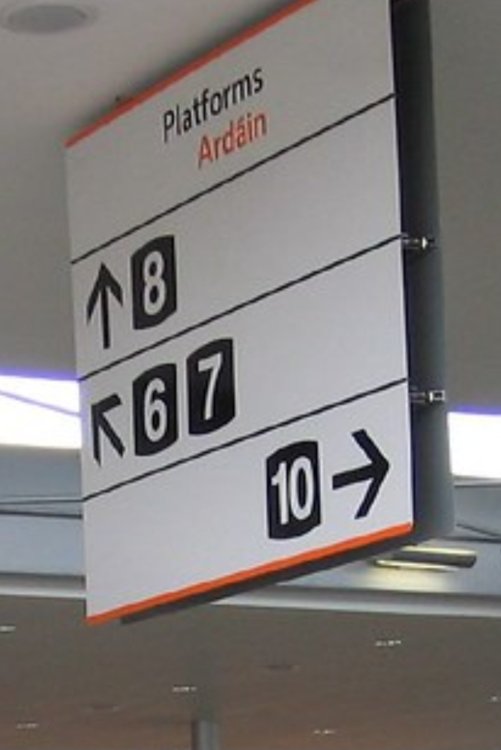 Platforms
Ardáin
↑ 8
↖ 6 7
10 →